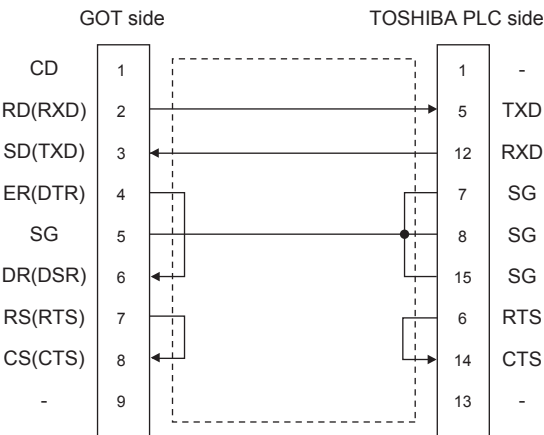 GOT side TOSHIBA PLC side
CD 1 1 -
RD(RXD) 2 5 TXD
SD(TXD) 3 12 RXD
ER(DTR) 4 7 SG
SG 5 8 SG
DR(DSR) 6 15 SG
RS(RTS) 7 6 RTS
CS(CTS) 8 14 CTS
- 9 13 -